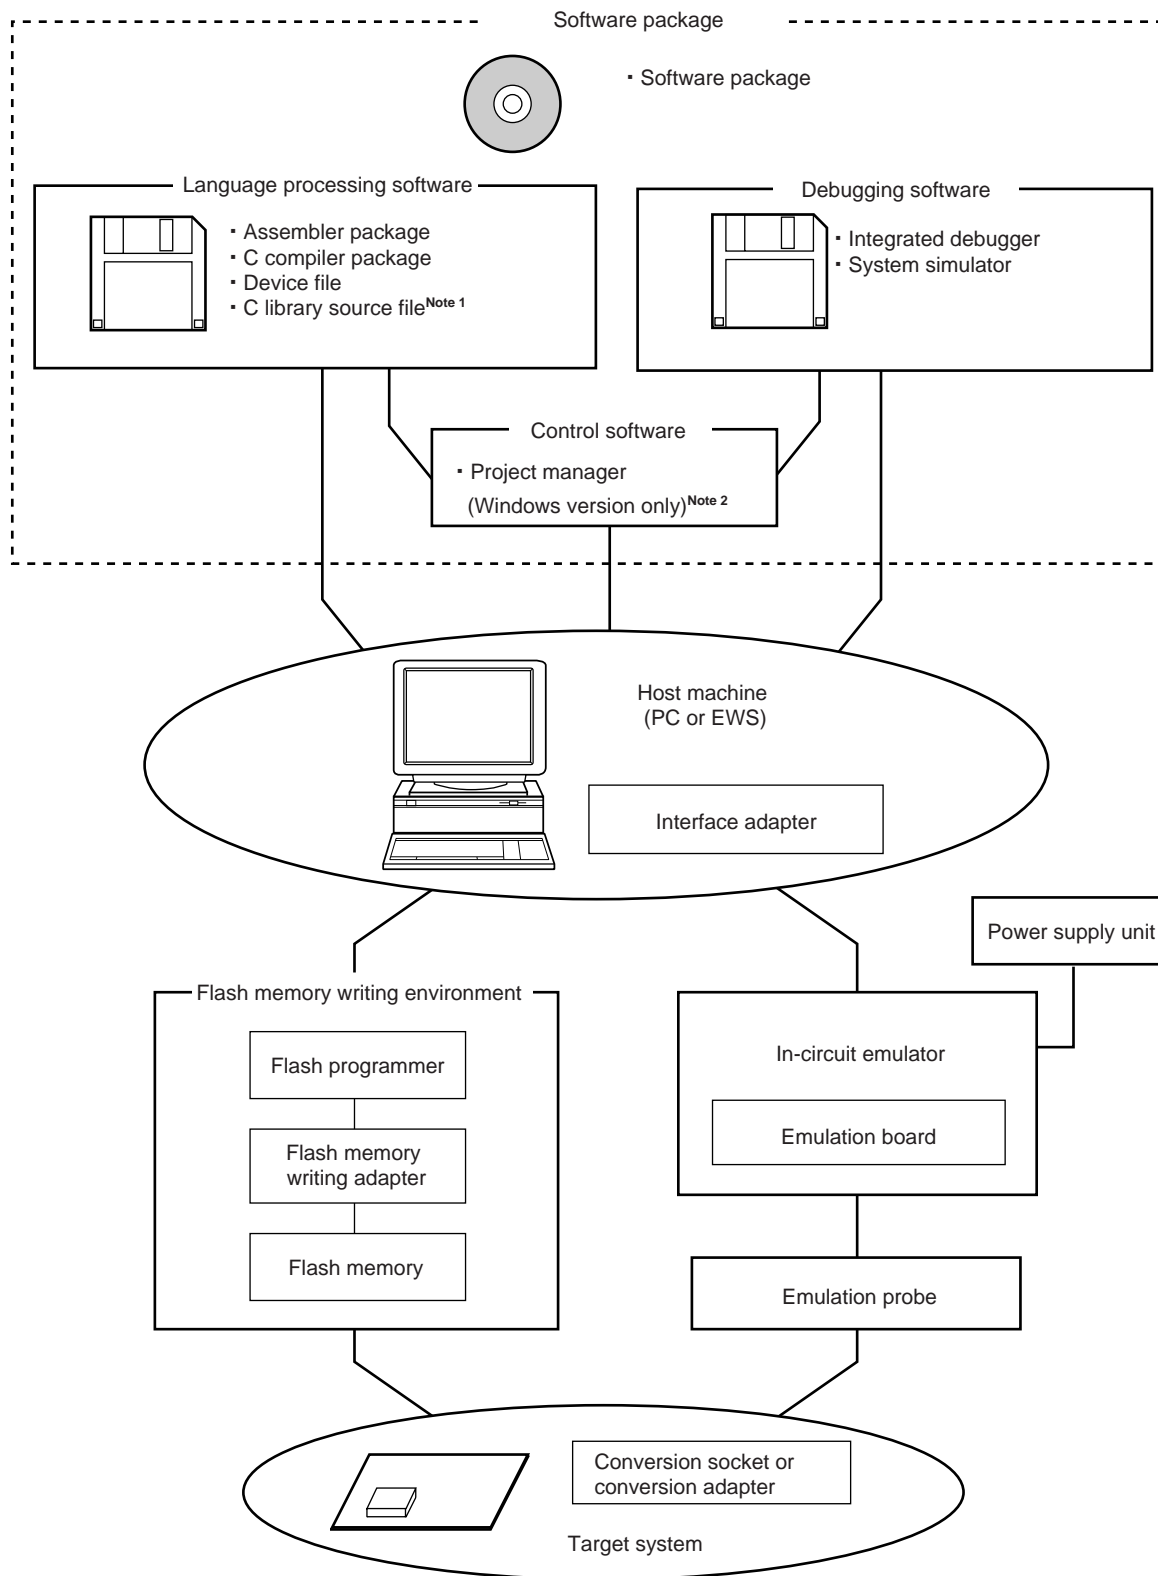 Software package
・Software package
Language processing software
・Assembler package
・C compiler package
・Device file
・C library source fileNote 1
Debugging software
・Integrated debugger
・System simulator
Control software
・Project manager
(Windows version only)Note 2
Host machine
(PC or EWS)
Interface adapter
Power supply unit
Flash memory writing environment
Flash programmer
Flash memory
writing adapter
Flash memory
In-circuit emulator
Emulation board
Emulation probe
Conversion socket or
conversion adapter
Target system